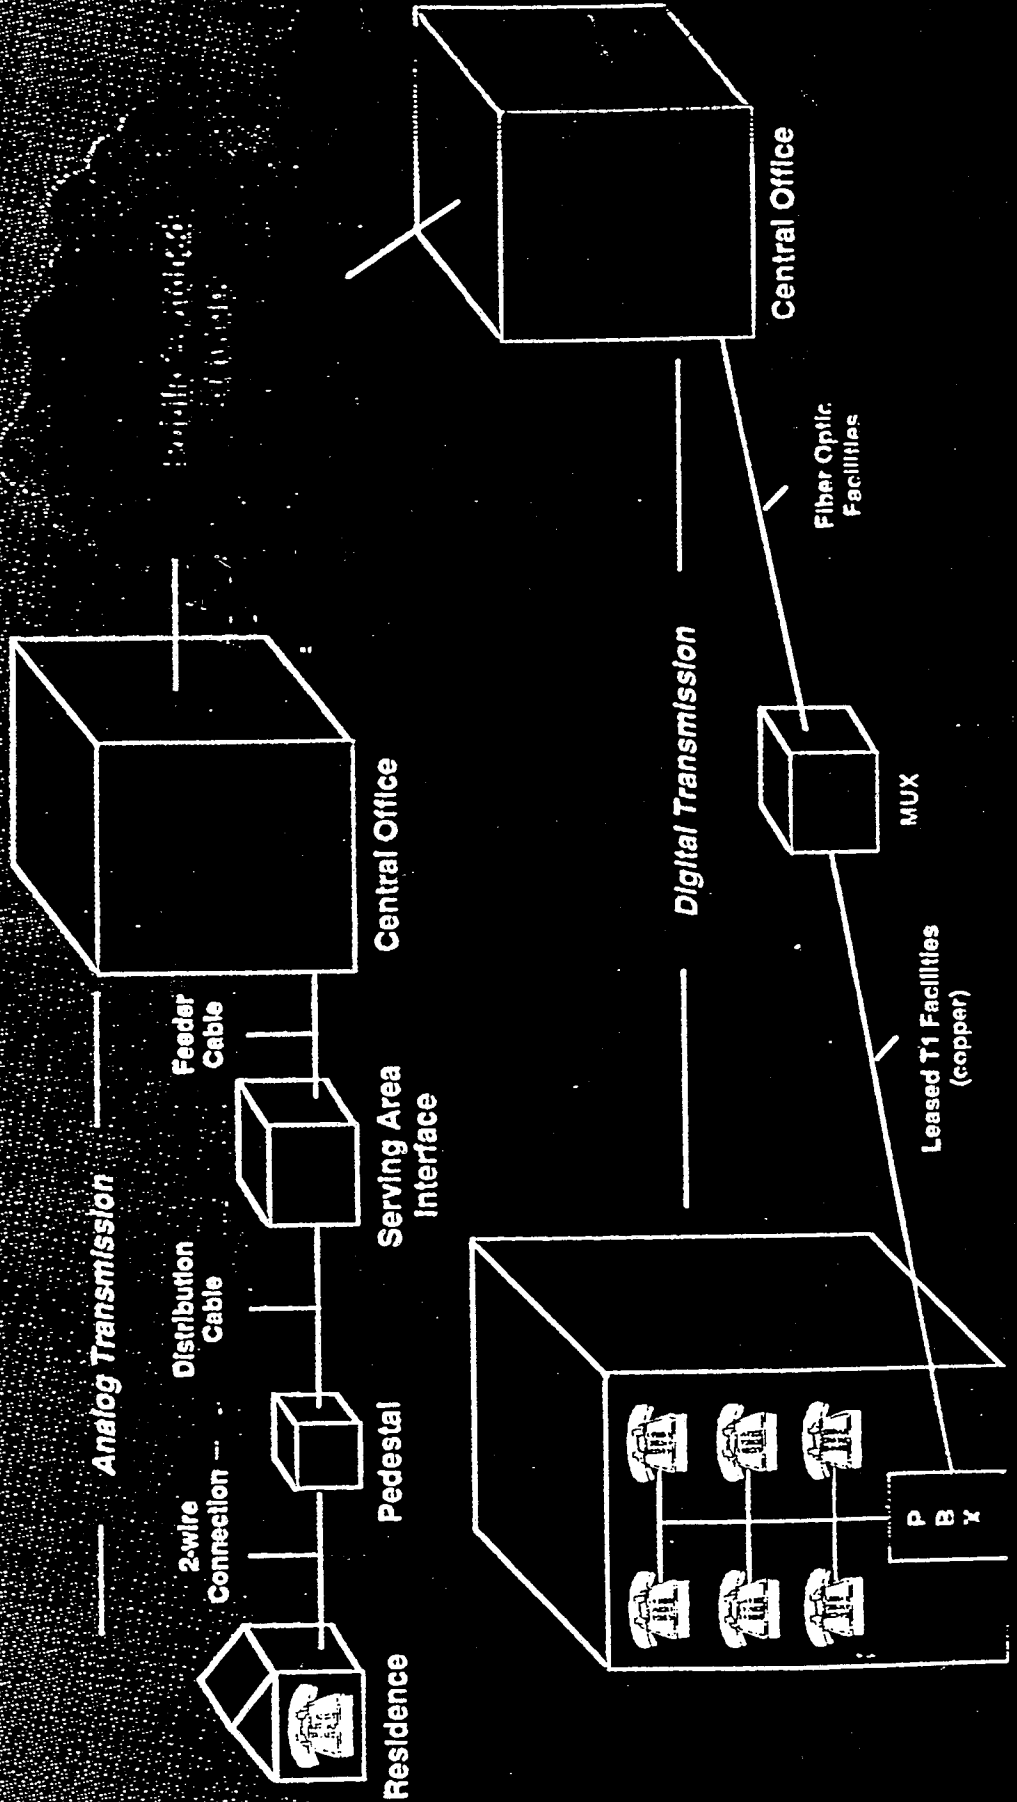 Analog Transmission
2-wire
Connection
Distribution
Cable
Feeder
Cable
Residence
Pedestal
Serving Area
Interface
Central Office
Digital Transmission
P
B
X
Leased T1 Facilities
(copper)
MUX
Fiber Optic
Facilities
Central Office